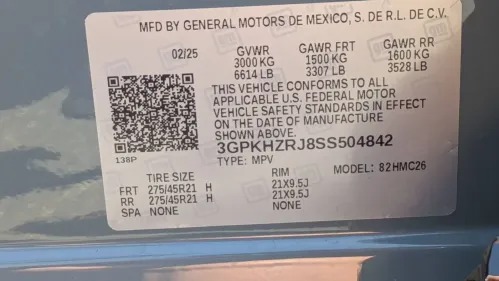 MFD BY GENERAL MOTORS DE MEXICO, S. DE R.L. DE C.V.
02/25 GVWR GAWR FRT GAWR RR
3000 KG 1500 KG 1600 KG
6614 LB 3307 LB 3528 LB
THIS VEHICLE CONFORMS TO ALL
APPLICABLE U.S. FEDERAL MOTOR
VEHICLE SAFETY STANDARDS IN EFFECT
ON THE DATE OF MANUFACTURE
SHOWN ABOVE.
3GPKHZRJ8SS504842
138P TYPE: MPV MODEL: 82HMC26
TIRE SIZE RIM
FRT 275/45R21 H 21X9.5J
RR 275/45R21 H 21X9.5J
SPA NONE NONE